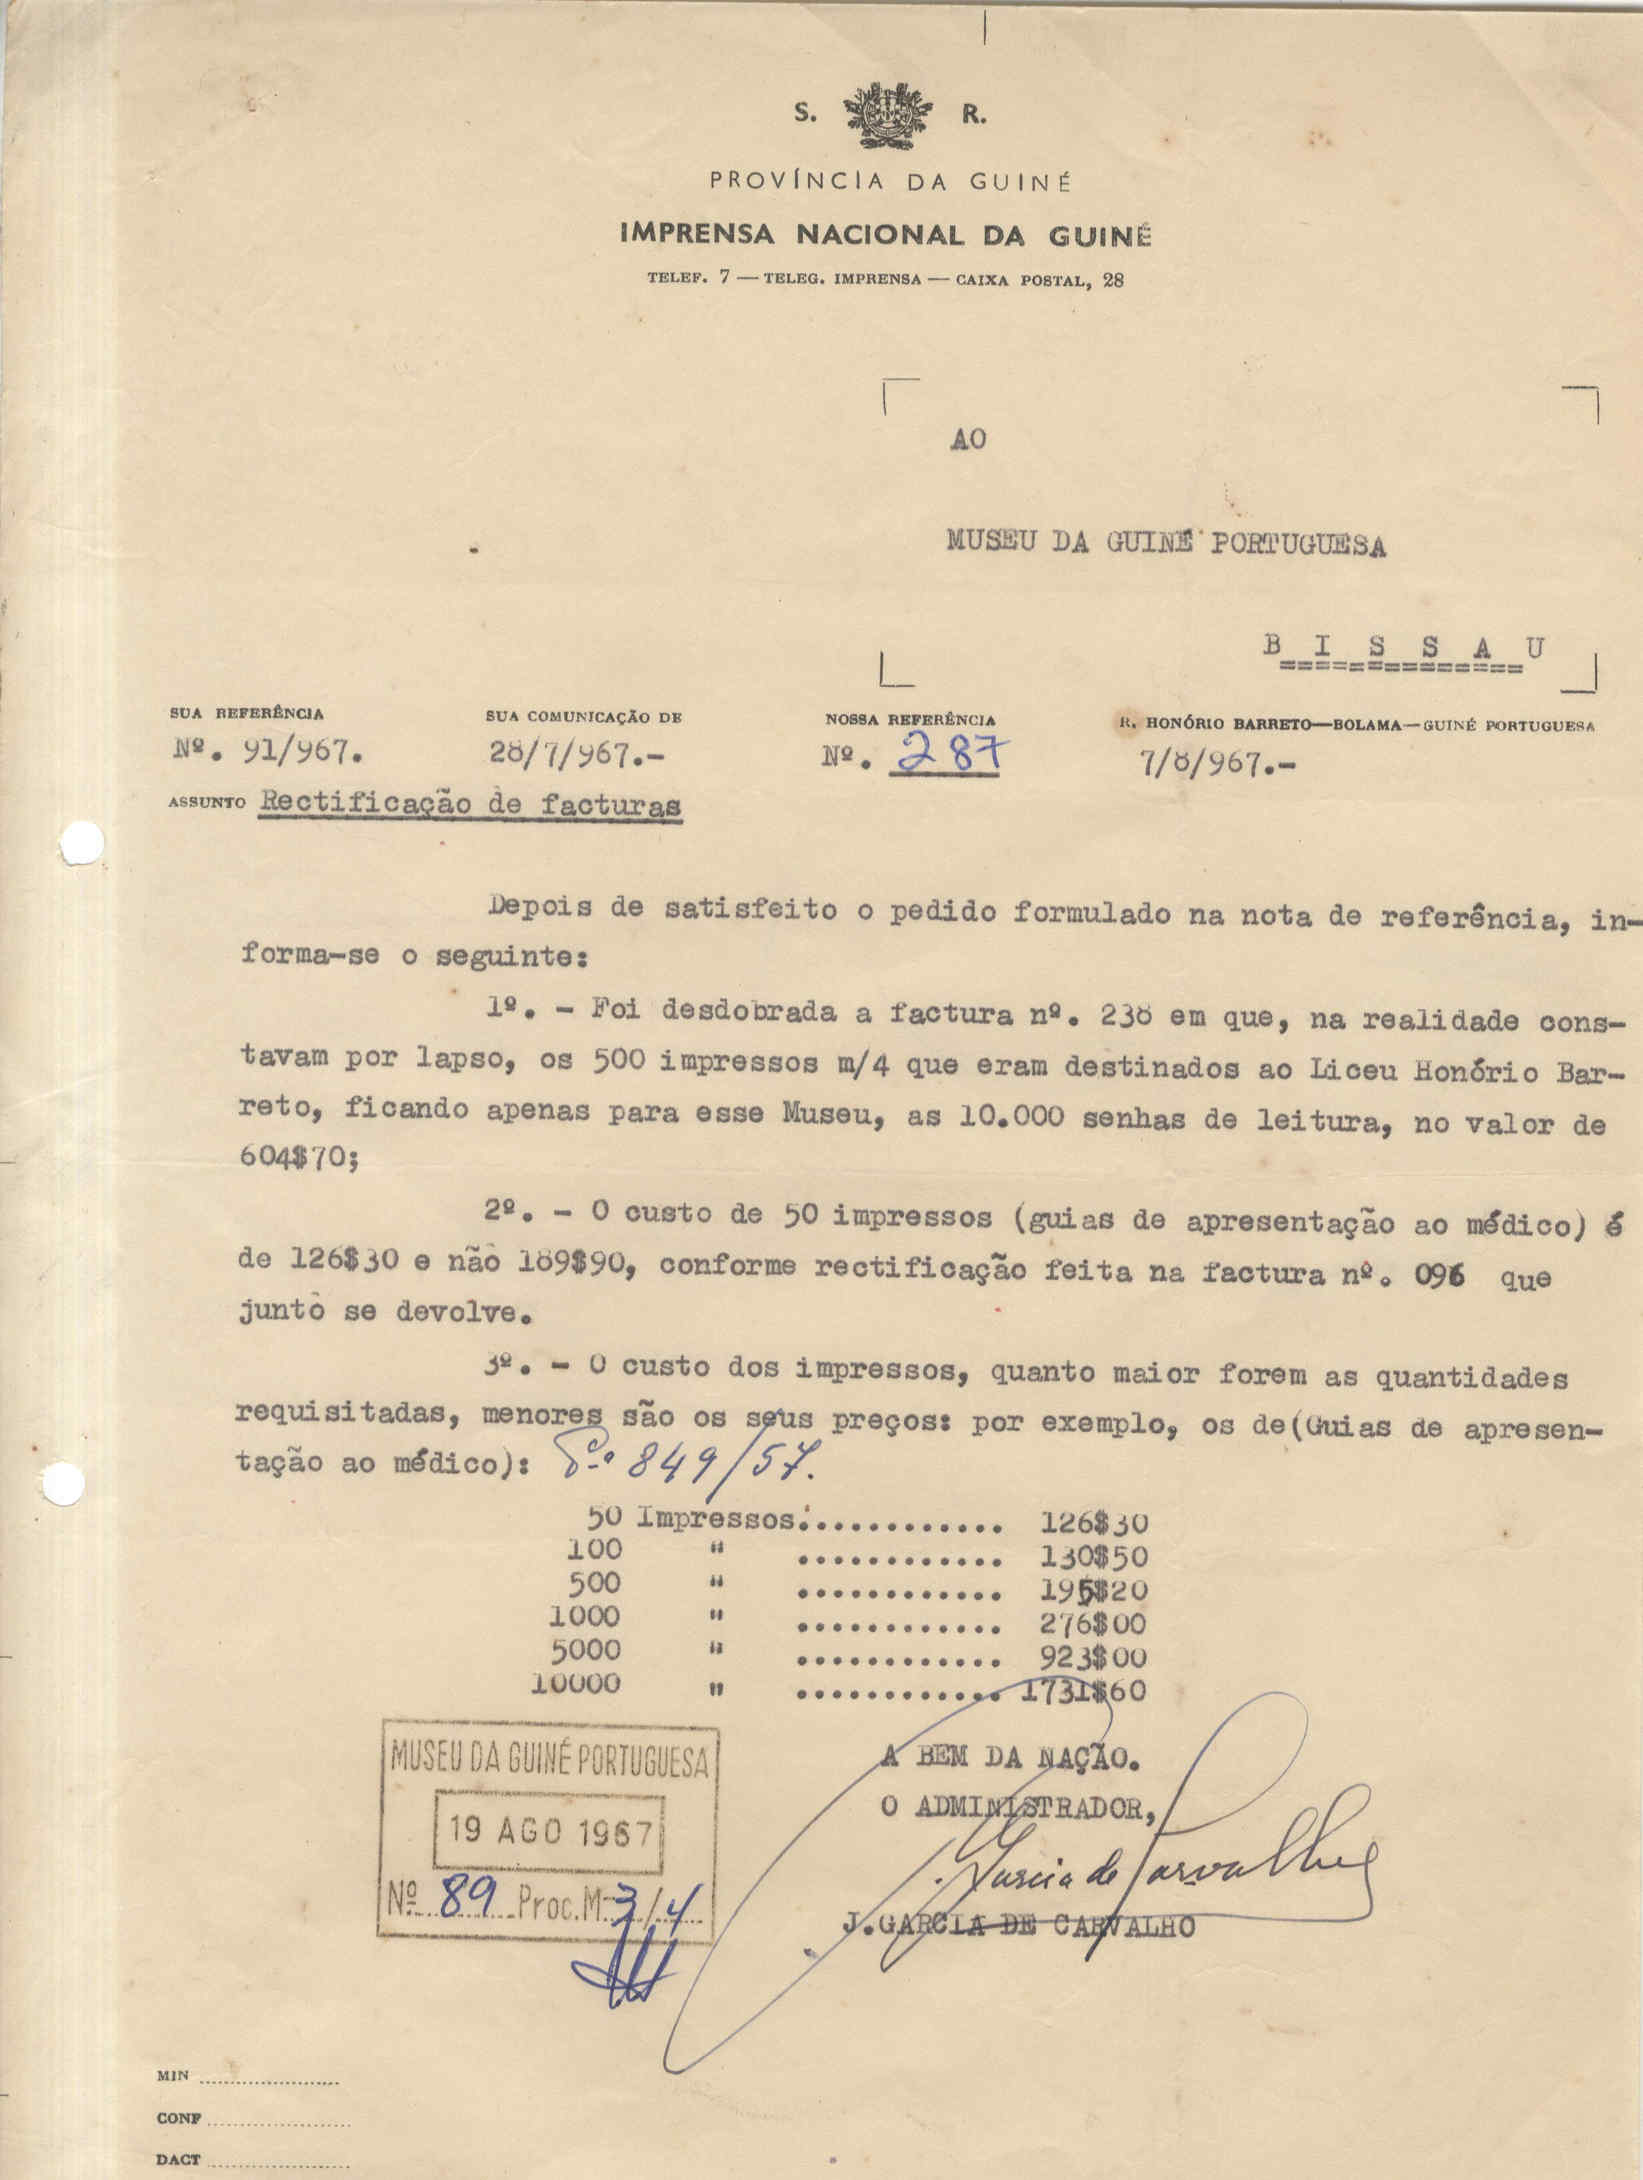 S. R.
PROVÍNCIA DA GUINÉ
IMPRENSA NACIONAL DA GUINÉ
TELEF. 7 — TELEG. IMPRENSA — CAIXA POSTAL, 28
AO
MUSEU DA GUINÉ PORTUGUESA
B I S S A U
==============
SUA REFERÊNCIA SUA COMUNICAÇÃO DE NOSSA REFERÊNCIA R. HONÓRIO BARRETO—BOLAMA—GUINÉ PORTUGUESA
Nº. 91/967. 28/7/967.- Nº. 287 7/8/967.-
ASSUNTO Rectificação de facturas
Depois de satisfeito o pedido formulado na nota de referência, in-
forma-se o seguinte:
1º. - Foi desdobrada a factura nº. 238 em que, na realidade cons-
tavam por lapso, os 500 impressos m/4 que eram destinados ao Liceu Honório Bar-
reto, ficando apenas para esse Museu, as 10.000 senhas de leitura, no valor de
604$70;
2º. - O custo de 50 impressos (guias de apresentação ao médico) é
de 126$30 e não 189$90, conforme rectificação feita na factura nº. 096 que
junto se devolve.
3º. - O custo dos impressos, quanto maior forem as quantidades
requisitadas, menores são os seus preços: por exemplo, os de(Guias de apresen-
tação ao médico): 849/57.
50 Impressos:............ 126$30
100 " ............ 130$50
500 " ............ 195$20
1000 " ............ 276$00
5000 " ............ 923$00
10000 " ............ 1731$60
A BEM DA NAÇÃO.
O ADMINISTRADOR,
J. Garcia de Carvalho
J.GARCIA DE CARVALHO
MUSEU DA GUINÉ PORTUGUESA
19 AGO 1967
Nº 89 Proc. M-3/4
MIN
CONF
DACT